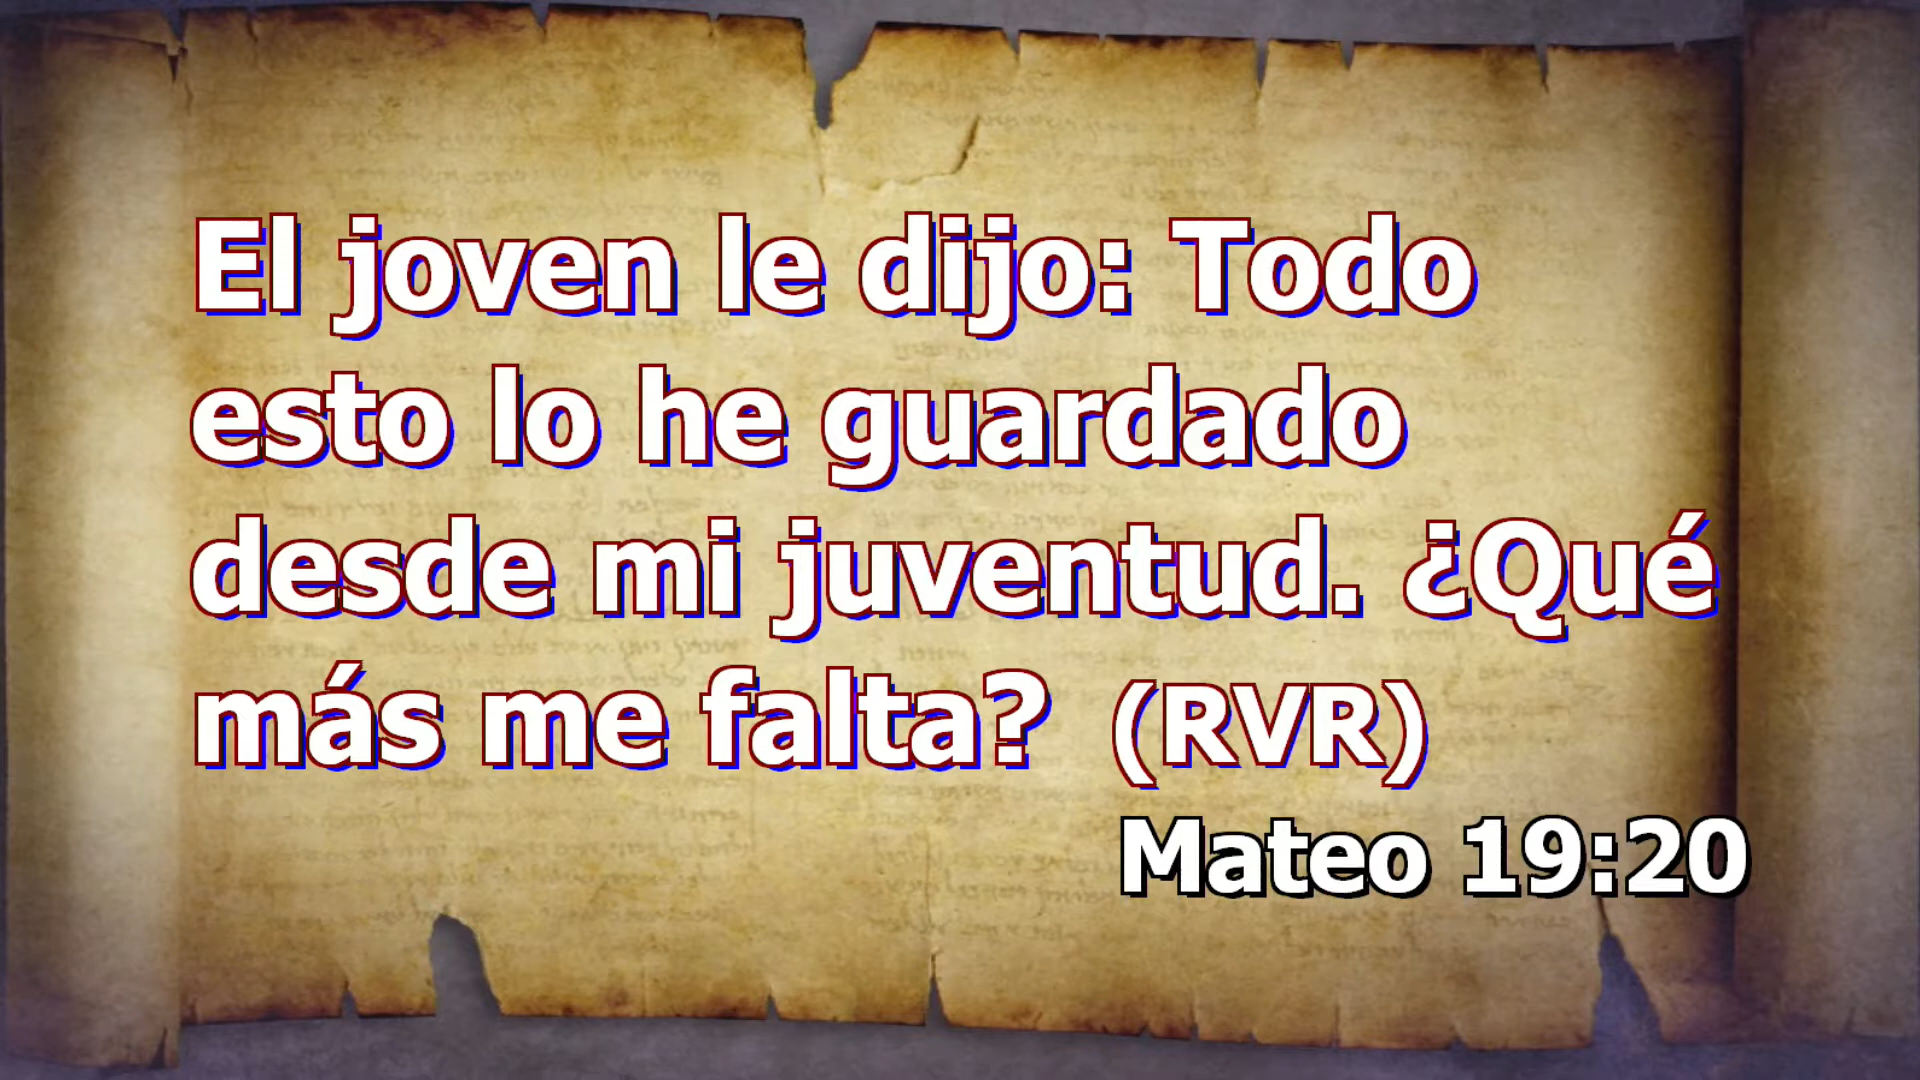 El joven le dijo: Todo
esto lo he guardado
desde mi juventud. ¿Qué
más me falta?  (RVR)
Mateo 19:20